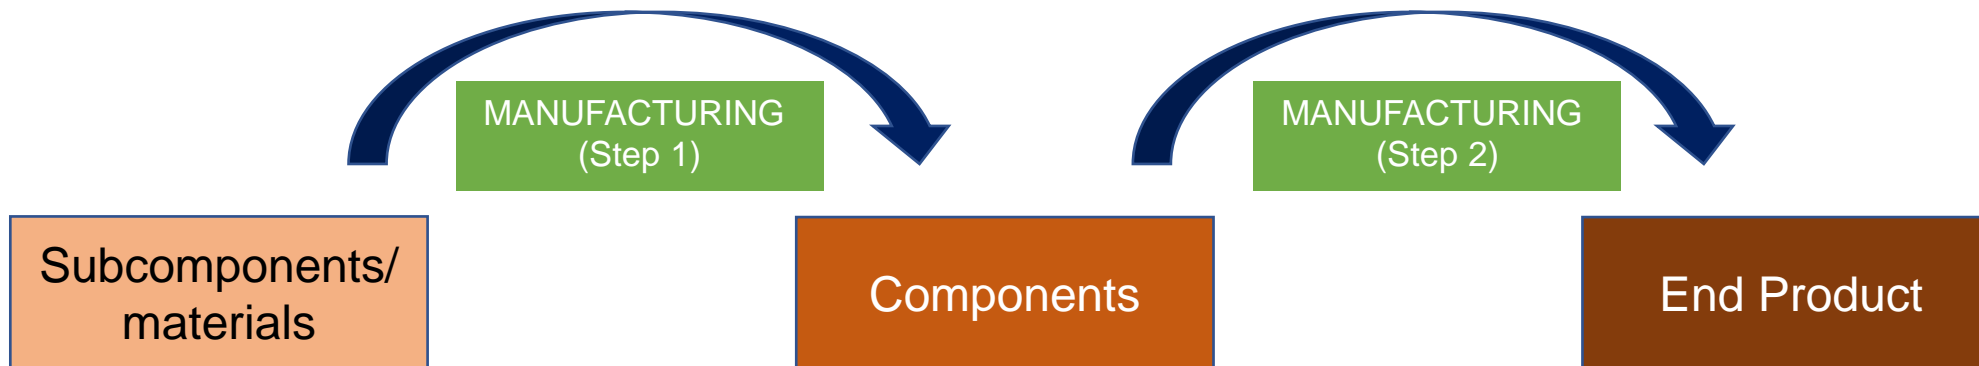 MANUFACTURING
(Step 1)
MANUFACTURING
(Step 2)
Subcomponents/
materials
Components
End Product